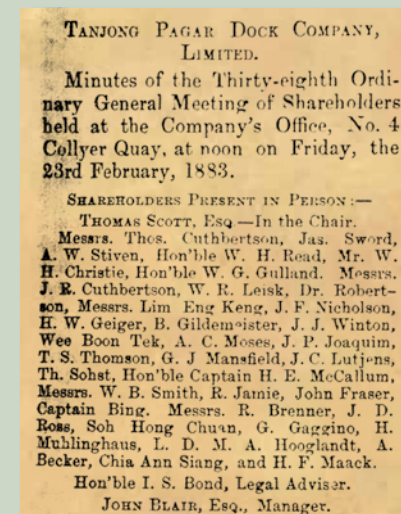 TANJONG PAGAR DOCK COMPANY,
LIMITED.
Minutes of the Thirty-eighth Ordi-
nary General Meeting of Shareholders
held at the Company's Office, No. 4
Collyer Quay, at noon on Friday, the
23rd February, 1883.
SHAREHOLDERS PRESENT IN PERSON:—
THOMAS SCOTT, ESQ.—In the Chair.
Messrs. Thos. Cuthbertson, Jas. Sword,
A. W. Stiven, Hon'ble W. H. Read, Mr. W.
H. Christie, Hon'ble W. G. Gulland. Messrs.
J. R. Cuthbertson, W. R. Leisk, Dr. Robert-
son, Messrs. Lim Eng Keng, J. F. Nicholson,
H. W. Geiger, B. Gildemeister, J. J. Winton,
Wee Boon Tek, A. C. Moses, J. P. Joaquim,
T. S. Thomson, G. J Mansfield, J. C. Lutjens,
Th. Sohst, Hon'ble Captain H. E. McCallum,
Messrs. W. B. Smith, R. Jamie, John Fraser,
Captain Bing. Messrs. R. Brenner, J. D.
Ross, Soh Hong Chuan, G. Gaggino, H.
Muhlinghaus, L. D. M. A. Hooglandt, A.
Becker, Chia Ann Siang, and H. F. Maack.
Hon'ble I. S. Bond, Legal Adviser.
JOHN BLAIR, ESQ., Manager.